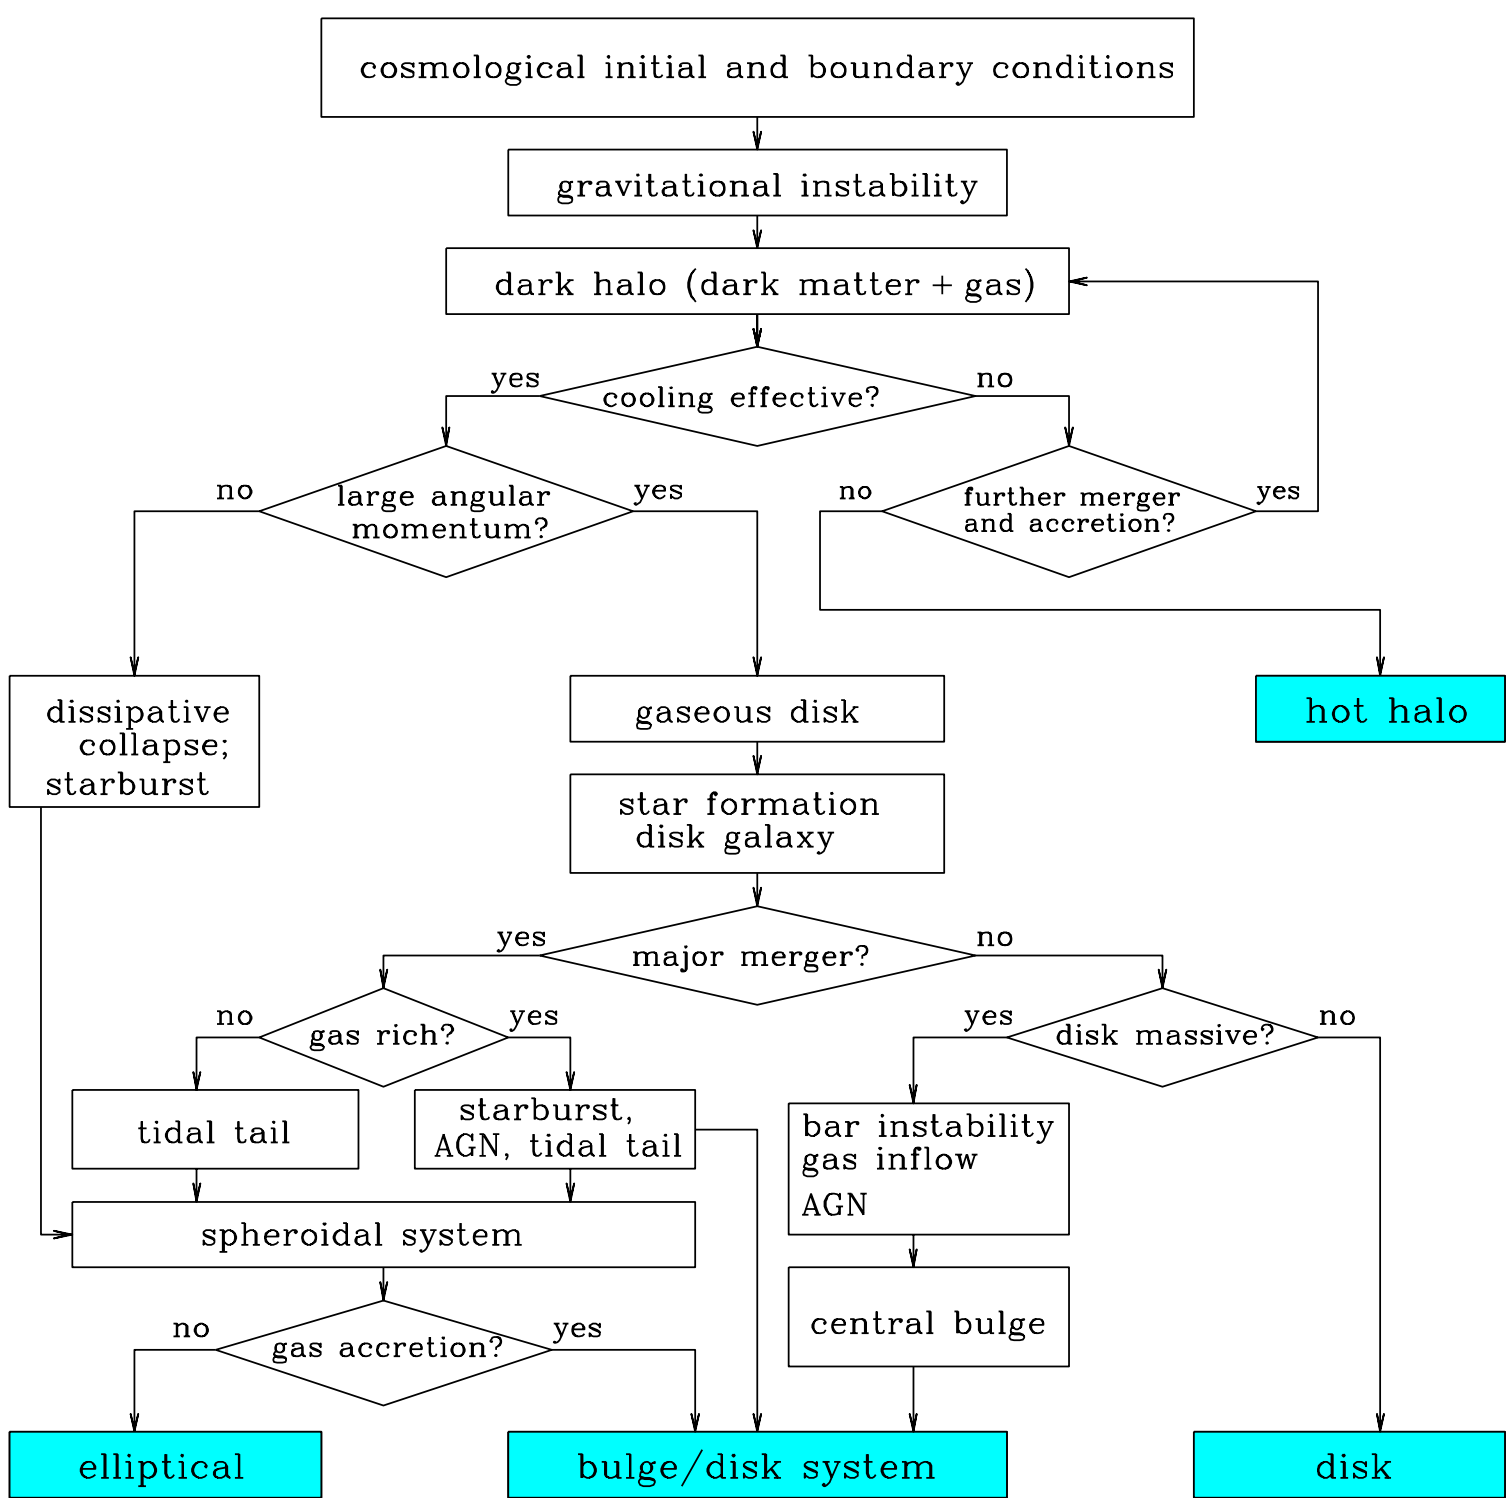 cosmological initial and boundary conditions
gravitational instability
dark halo (dark matter + gas)
yes
no
cooling effective?
no
large angular
momentum?
yes
no
further merger
and accretion?
yes
dissipative
collapse;
starburst
gaseous disk
hot halo
star formation
disk galaxy
yes
major merger?
no
no
gas rich?
yes
yes
disk massive?
no
tidal tail
starburst,
AGN, tidal tail
bar instability
gas inflow
AGN
spheroidal system
central bulge
no
gas accretion?
yes
elliptical
bulge/disk system
disk